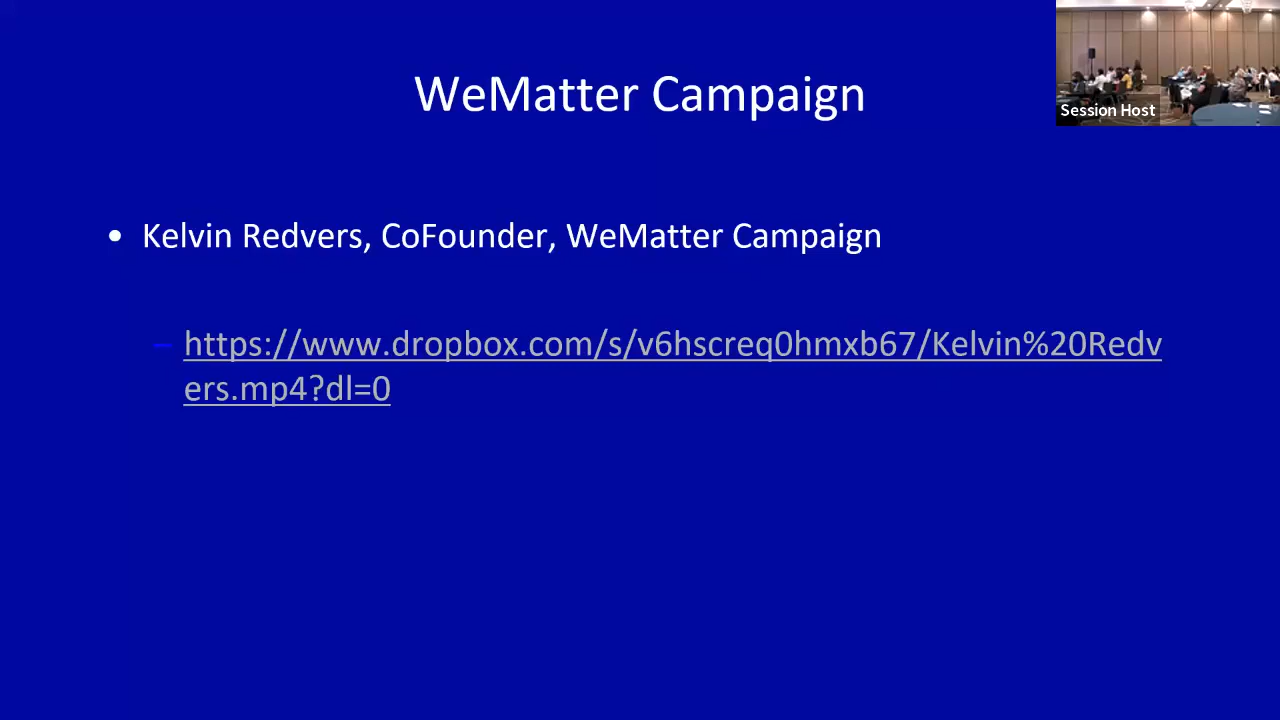 WeMatter Campaign
Session Host
• Kelvin Redvers, CoFounder, WeMatter Campaign
– https://www.dropbox.com/s/v6hscreq0hmxb67/Kelvin%20Redv
ers.mp4?dl=0